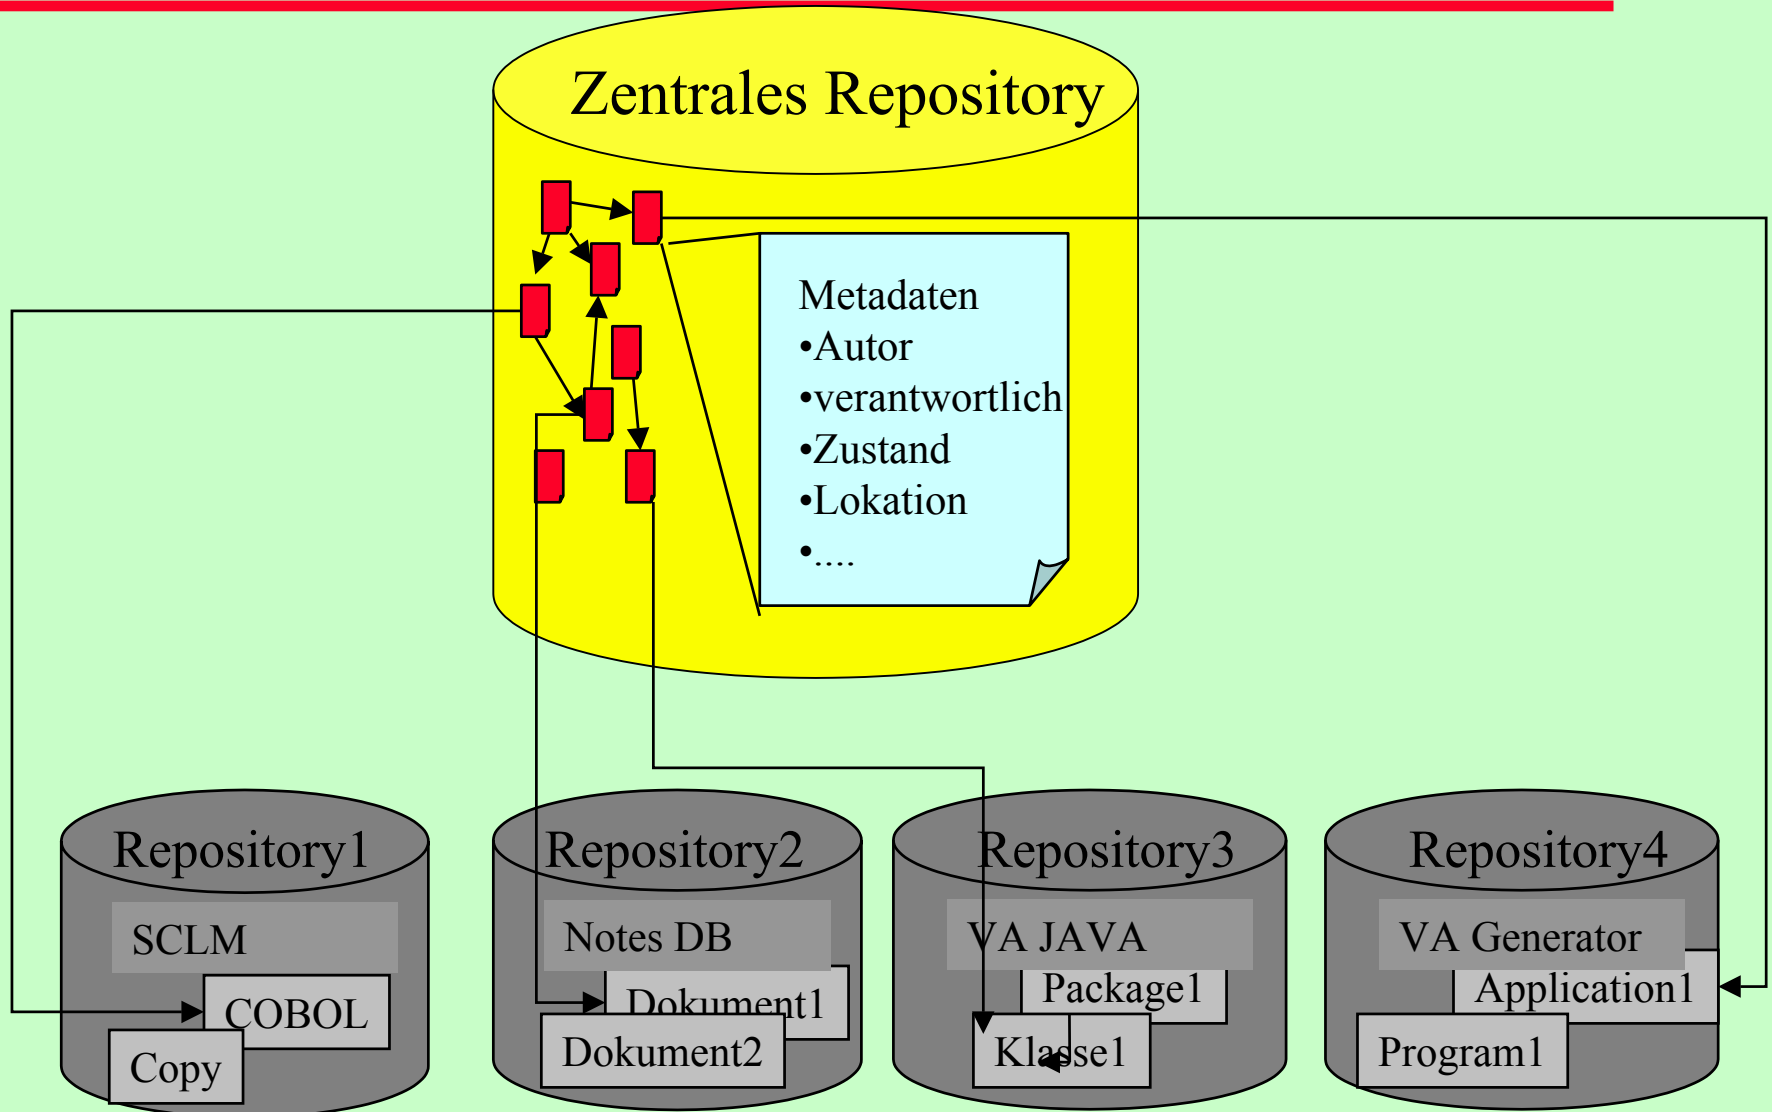 Zentrales Repository
Metadaten
•Autor
•verantwortlich
•Zustand
•Lokation
•....
Repository1
SCLM
COBOL
Copy
Repository2
Notes DB
Dokument1
Dokument2
Repository3
VA JAVA
Package1
Klasse1
Repository4
VA Generator
Application1
Program1